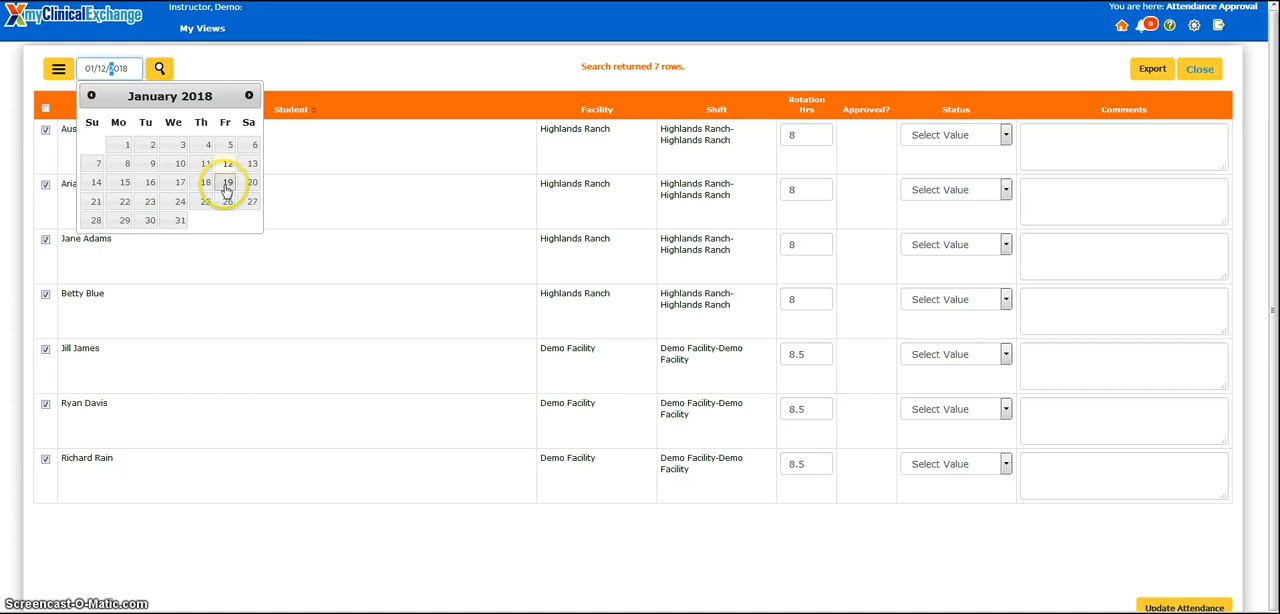 myClinicalExchange
Instructor, Demo:
My Views
You are here: Attendance Approval
0
01/12/2018
Search returned 7 rows.
Export
Close
January 2018
Su Mo Tu We Th Fr Sa
1 2 3 4 5 6
7 8 9 10 11 12 13
14 15 16 17 18 19 20
21 22 23 24 25 26 27
28 29 30 31
Student
Facility
Shift
Rotation
Hrs
Approved?
Status
Comments
Aus
Highlands Ranch
Highlands Ranch-
Highlands Ranch
8
Select Value
Aria
Highlands Ranch
Highlands Ranch-
Highlands Ranch
8
Select Value
Jane Adams
Highlands Ranch
Highlands Ranch-
Highlands Ranch
8
Select Value
Betty Blue
Highlands Ranch
Highlands Ranch-
Highlands Ranch
8
Select Value
Jill James
Demo Facility
Demo Facility-Demo
Facility
8.5
Select Value
Ryan Davis
Demo Facility
Demo Facility-Demo
Facility
8.5
Select Value
Richard Rain
Demo Facility
Demo Facility-Demo
Facility
8.5
Select Value
Update Attendance
Screencast-O-Matic.com